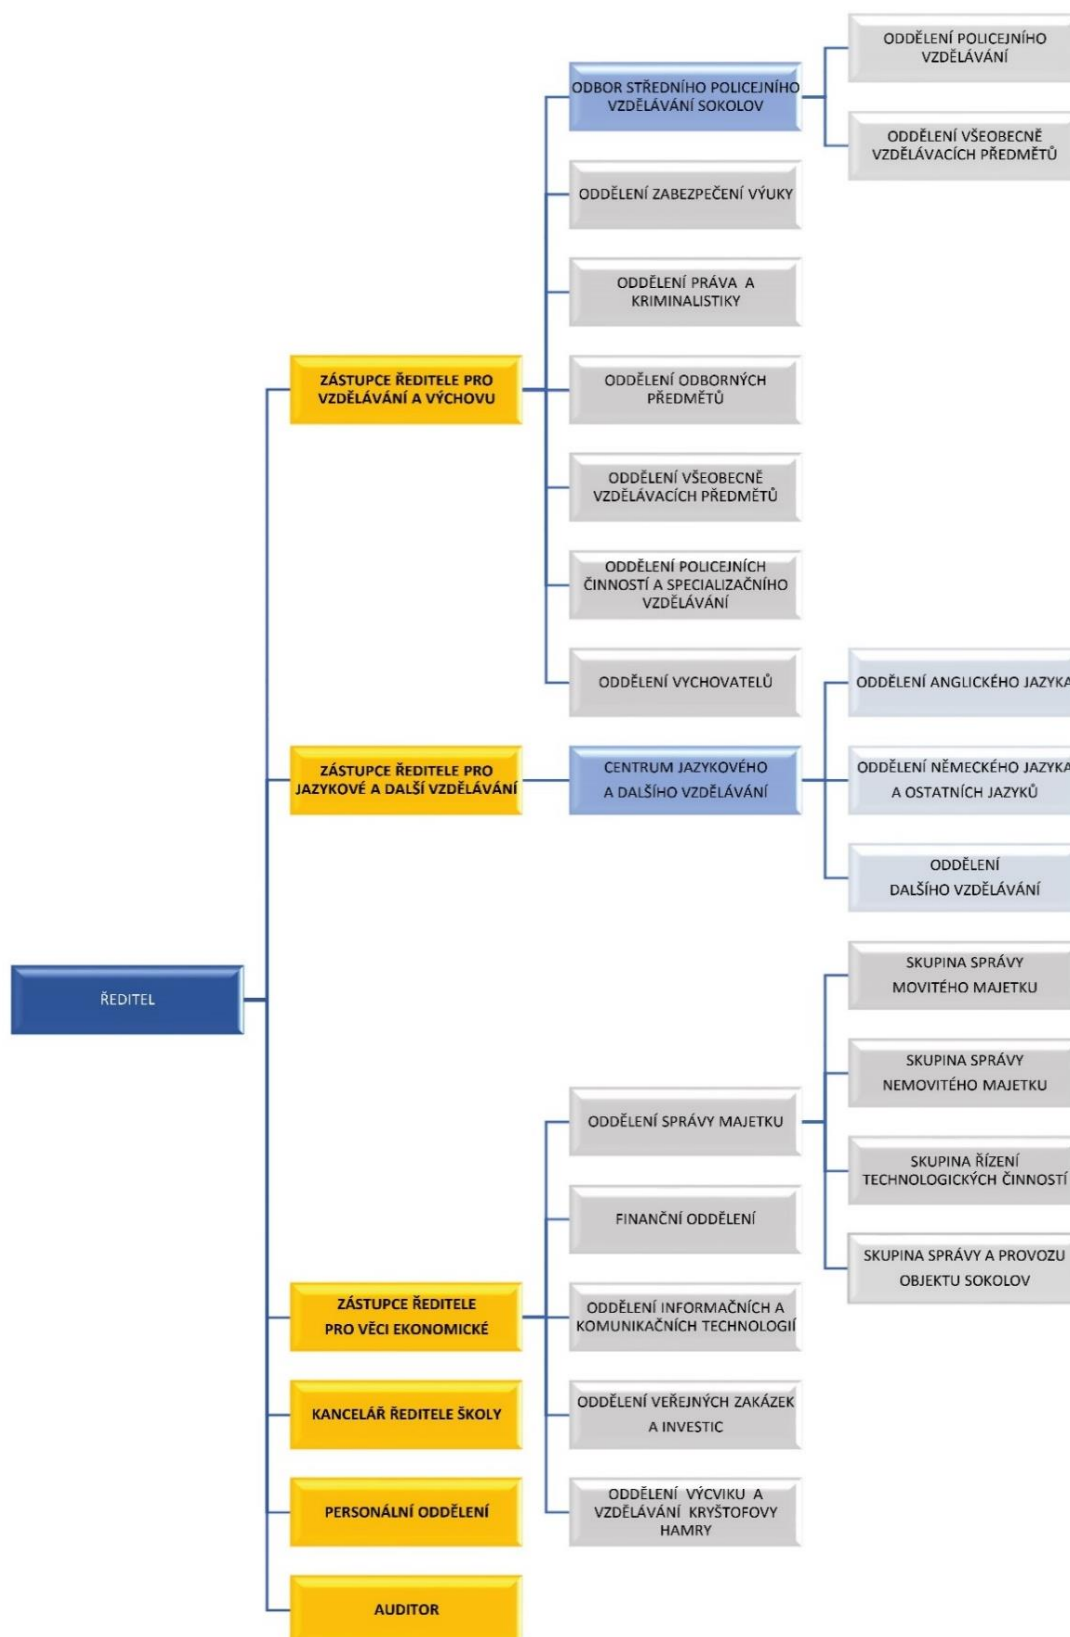 ODDĚLENÍ POLICEJNÍHO
VZDĚLÁVÁNÍ
ODBOR STŘEDNÍHO POLICEJNÍHO
VZDĚLÁVÁNÍ SOKOLOV
ODDĚLENÍ VŠEOBECNĚ
VZDĚLÁVACÍCH PŘEDMĚTŮ
ODDĚLENÍ ZABEZPEČENÍ VÝUKY
ODDĚLENÍ PRÁVA A
KRIMINALISTIKY
ZÁSTUPCE ŘEDITELE PRO
VZDĚLÁVÁNÍ A VÝCHOVU
ODDĚLENÍ ODBORNÝCH
PŘEDMĚTŮ
ODDĚLENÍ VŠEOBECNĚ
VZDĚLÁVACÍCH PŘEDMĚTŮ
ODDĚLENÍ POLICEJNÍCH
ČINNOSTÍ A SPECIALIZAČNÍHO
VZDĚLÁVÁNÍ
ODDĚLENÍ VYCHOVATELŮ
ODDĚLENÍ ANGLICKÉHO JAZYKA
ZÁSTUPCE ŘEDITELE PRO
JAZYKOVÉ A DALŠÍ VZDĚLÁVÁNÍ
CENTRUM JAZYKOVÉHO
A DALŠÍHO VZDĚLÁVÁNÍ
ODDĚLENÍ NĚMECKÉHO JAZYKA
A OSTATNÍCH JAZYKŮ
ODDĚLENÍ
DALŠÍHO VZDĚLÁVÁNÍ
ŘEDITEL
SKUPINA SPRÁVY
MOVITÉHO MAJETKU
SKUPINA SPRÁVY
NEMOVITÉHO MAJETKU
ODDĚLENÍ SPRÁVY MAJETKU
SKUPINA ŘÍZENÍ
TECHNOLOGICKÝCH ČINNOSTÍ
FINANČNÍ ODDĚLENÍ
SKUPINA SPRÁVY A PROVOZU
OBJEKTU SOKOLOV
ZÁSTUPCE ŘEDITELE
PRO VĚCI EKONOMICKÉ
ODDĚLENÍ INFORMAČNÍCH A
KOMUNIKAČNÍCH TECHNOLOGIÍ
KANCELÁŘ ŘEDITELE ŠKOLY
ODDĚLENÍ VEŘEJNÝCH ZAKÁZEK
A INVESTIC
PERSONÁLNÍ ODDĚLENÍ
ODDĚLENÍ VÝCVIKU A
VZDĚLÁVÁNÍ KRYŠTOFOVY
HAMRY
AUDITOR